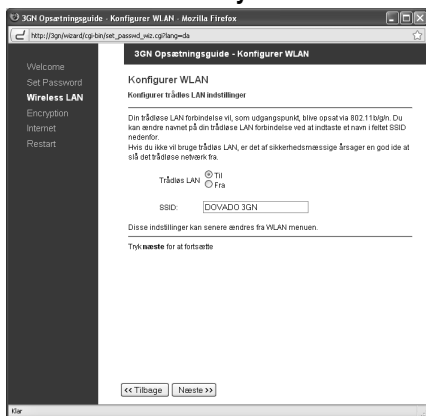 3GN Opsætningsguide - Konfigurer WLAN - Mozilla Firefox
http://3gn/wizard/cgi-bin/set_passwd_wiz.cgi?lang=da
3GN Opsætningsguide - Konfigurer WLAN
Welcome
Set Password
Wireless LAN
Encryption
Internet
Restart
Konfigurer WLAN
Konfigurer trådløs LAN indstillinger
Din trådløse LAN forbindelse vil, som udgangspunkt, blive opsat via 802.11b/g/n. Du
kan ændre navnet på din trådløse LAN forbindelse ved at indtaste et navn i feltet SSID
nedenfor.
Hvis du ikke vil bruge trådløs LAN, er det af sikkerhedsmæssige årsager en god ide at
slå det trådløse netværk fra.
Trådløs LAN Til
Fra
SSID: DOVADO 3GN
Disse indstillinger kan senere ændres fra WLAN menuen.
Tryk næste for at fortsætte
<< Tilbage Næste >>
Klar